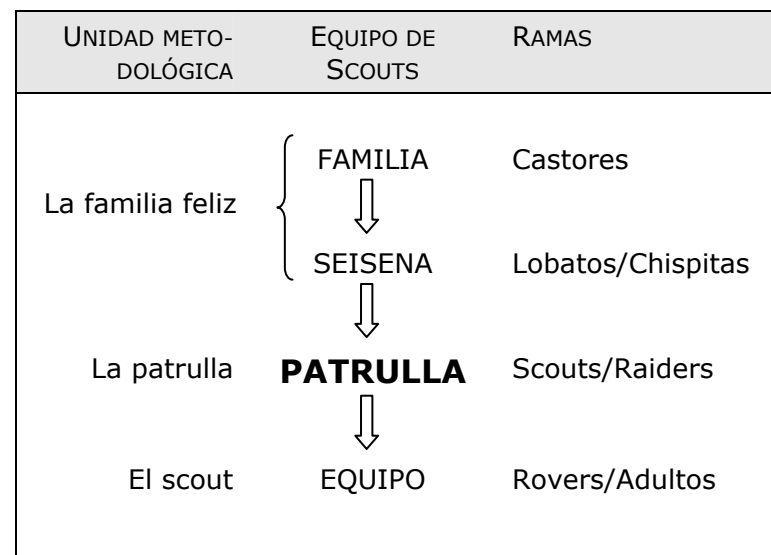 UNIDAD METO-
DOLÓGICA
EQUIPO DE
SCOUTS
RAMAS
La familia feliz
FAMILIA
Castores
SEISENA
Lobatos/Chispitas
La patrulla
PATRULLA
Scouts/Raiders
El scout
EQUIPO
Rovers/Adultos